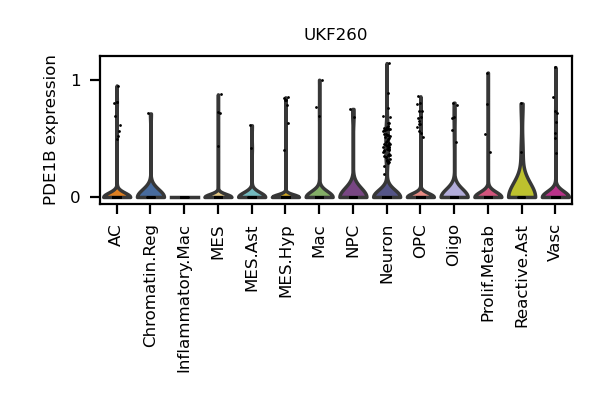 UKF260
PDE1B expression
1
0
AC
Chromatin.Reg
Inflammatory.Mac
MES
MES.Ast
MES.Hyp
Mac
NPC
Neuron
OPC
Oligo
Prolif.Metab
Reactive.Ast
Vasc